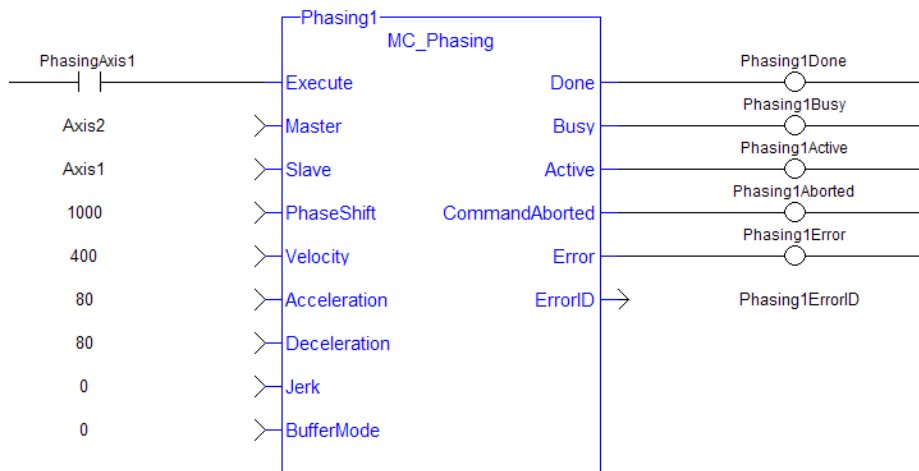 Phasing1
MC_Phasing
PhasingAxis1 Execute Done Phasing1Done
Axis2 Master Busy Phasing1Busy
Axis1 Slave Active Phasing1Active
1000 PhaseShift CommandAborted Phasing1Aborted
400 Velocity Error Phasing1Error
80 Acceleration ErrorID Phasing1ErrorID
80 Deceleration
0 Jerk
0 BufferMode